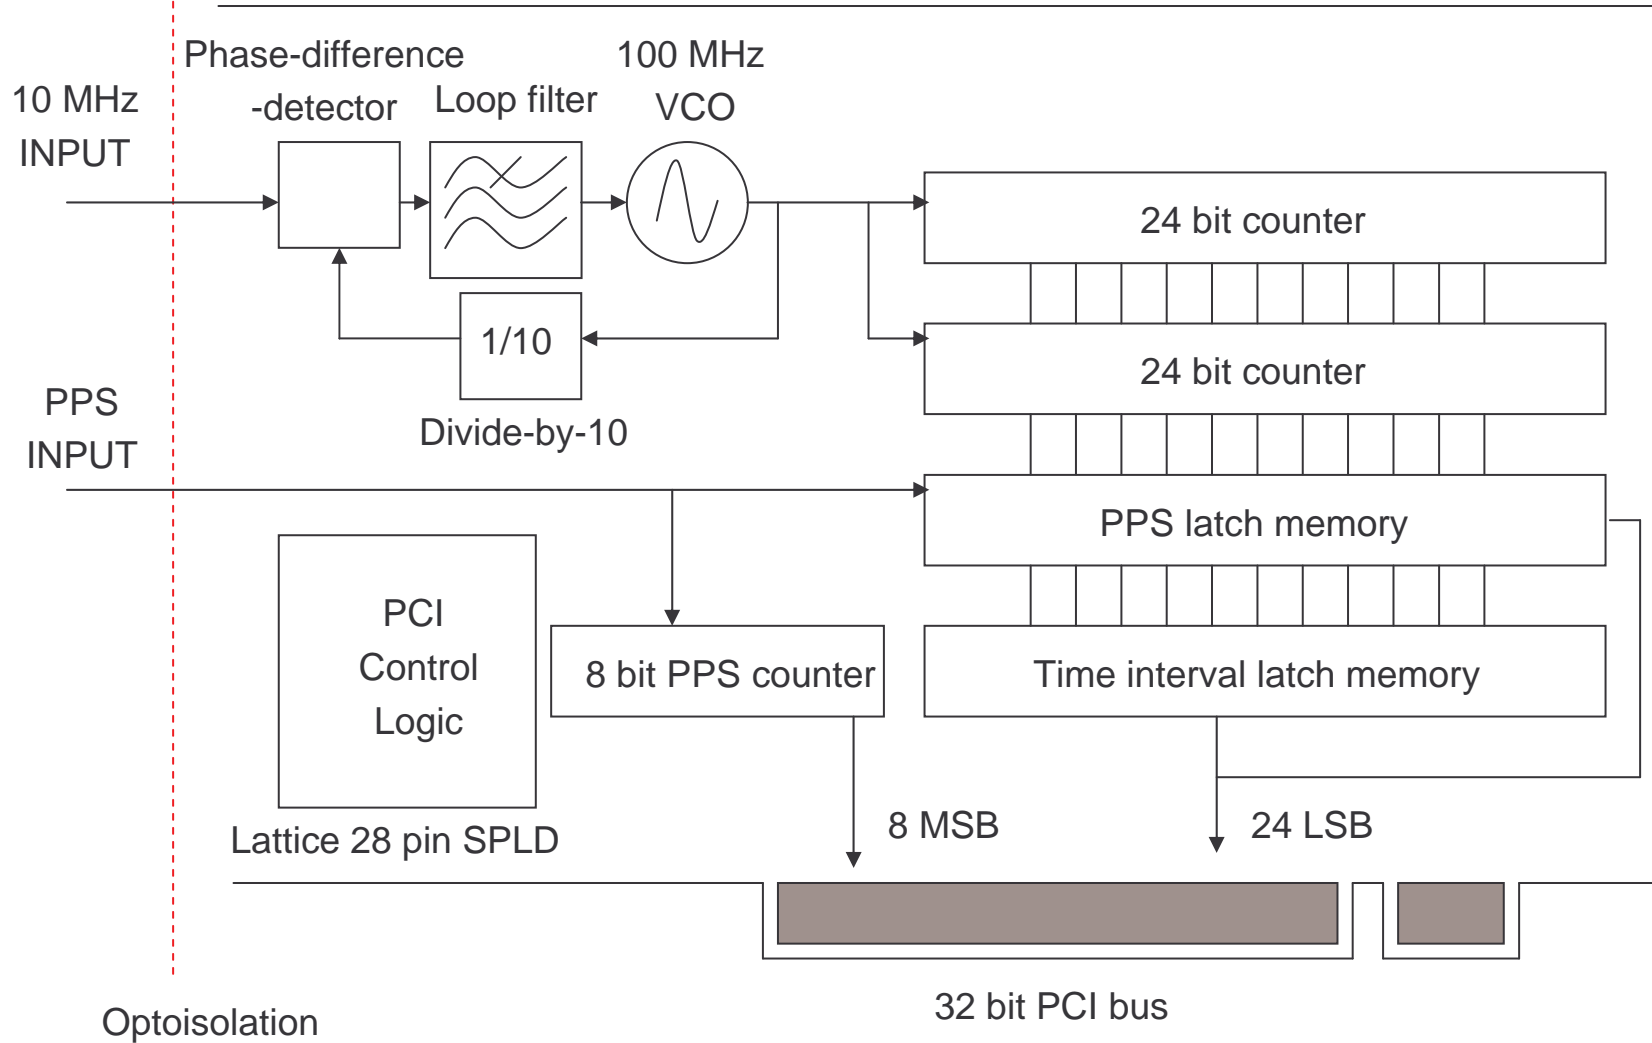 Phase-difference
-detector
Loop filter
100 MHz
VCO
10 MHz
INPUT
24 bit counter
1/10
24 bit counter
Divide-by-10
PPS
INPUT
PPS latch memory
PCI
Control
Logic
8 bit PPS counter
Time interval latch memory
8 MSB
24 LSB
Lattice 28 pin SPLD
32 bit PCI bus
Optoisolation